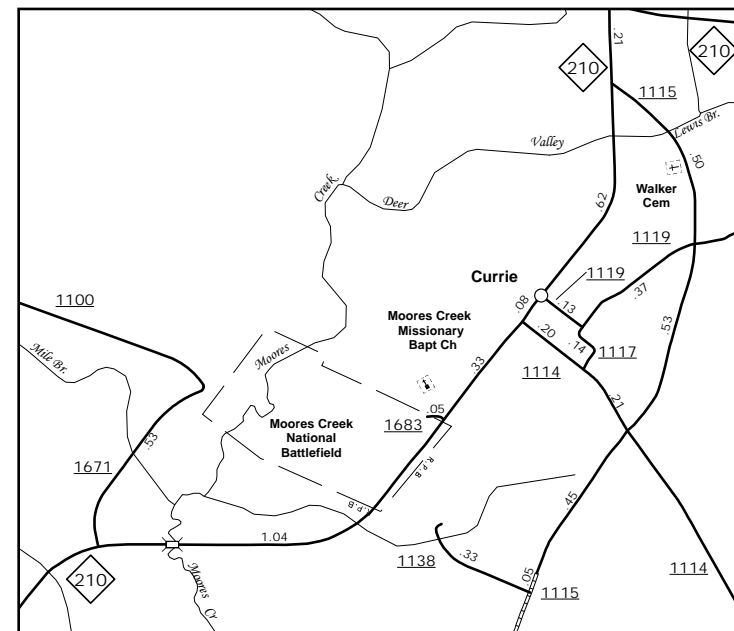 .21
210
210
1115
Lewis Br.
Valley
.50
Creek
Deer
.62
Walker
Cem
1119
Currie
1119
.37
1100
.08
.13
Moores Creek
Missionary
Bapt Ch
.20
.14
.53
Mile Br.
Moores
.33
1117
1114
.21
.05
1683
Moores Creek
National
Battlefield
.53
1671
R.P.B
R.P.B
.45
1.04
.33
1138
.05
1115
1114
210
Moores Cr